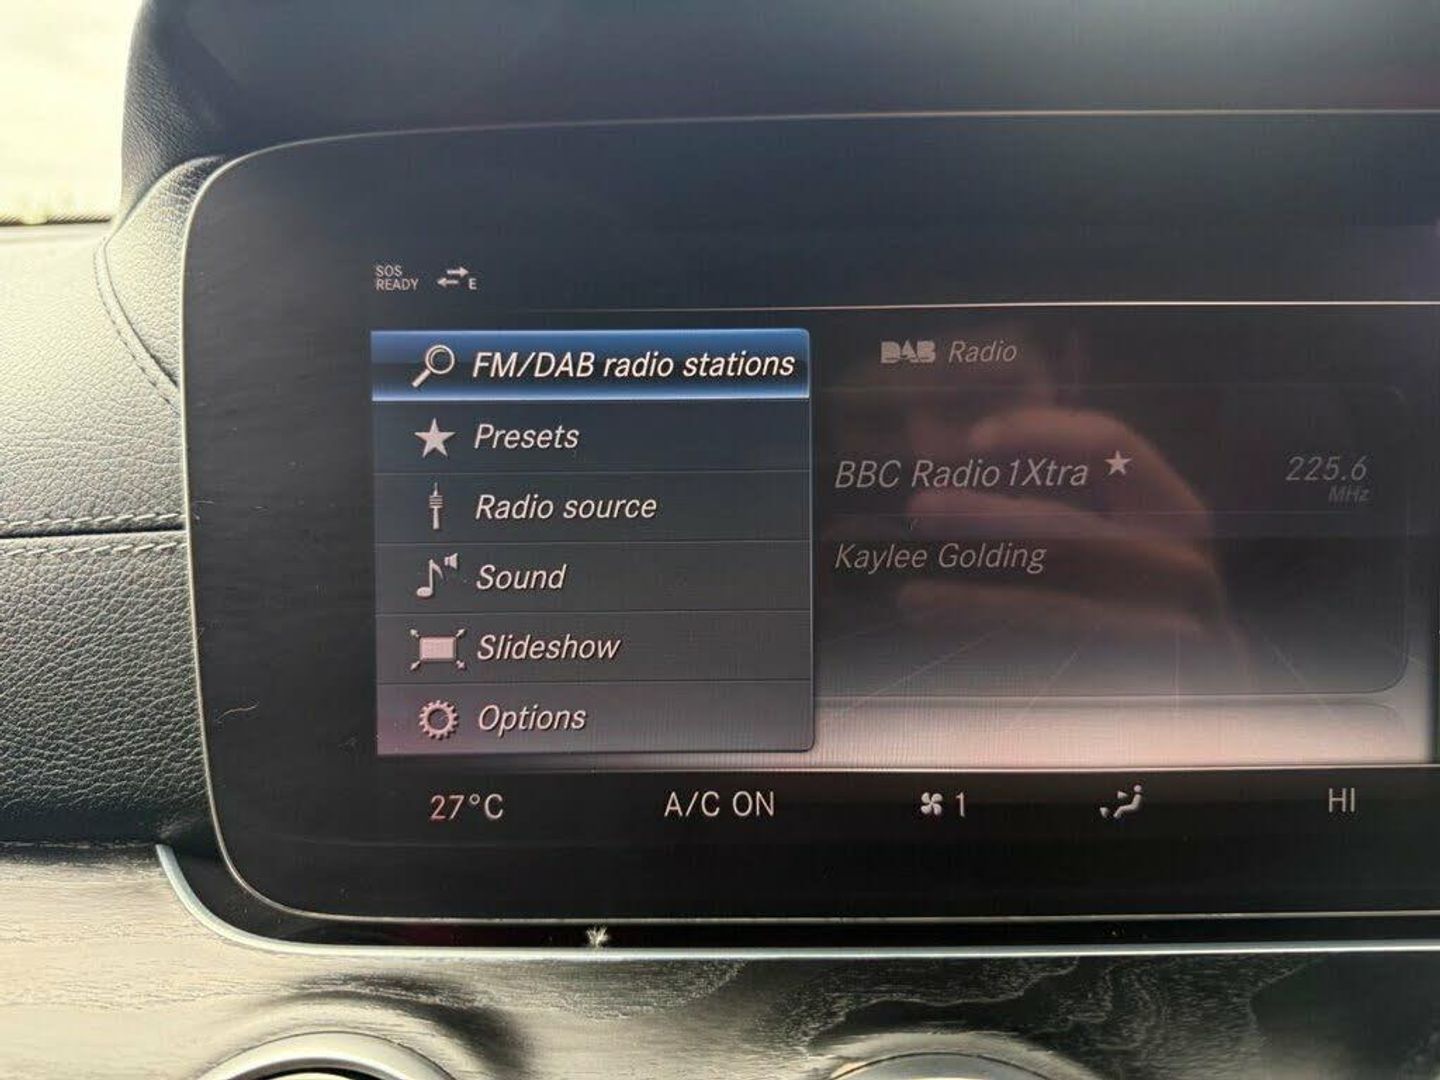 SOS
READY
E
FM/DAB radio stations
Presets
Radio source
Sound
Slideshow
Options
DAB Radio
BBC Radio 1Xtra
225.6
MHz
Kaylee Golding
27°C
A/C ON
1
HI